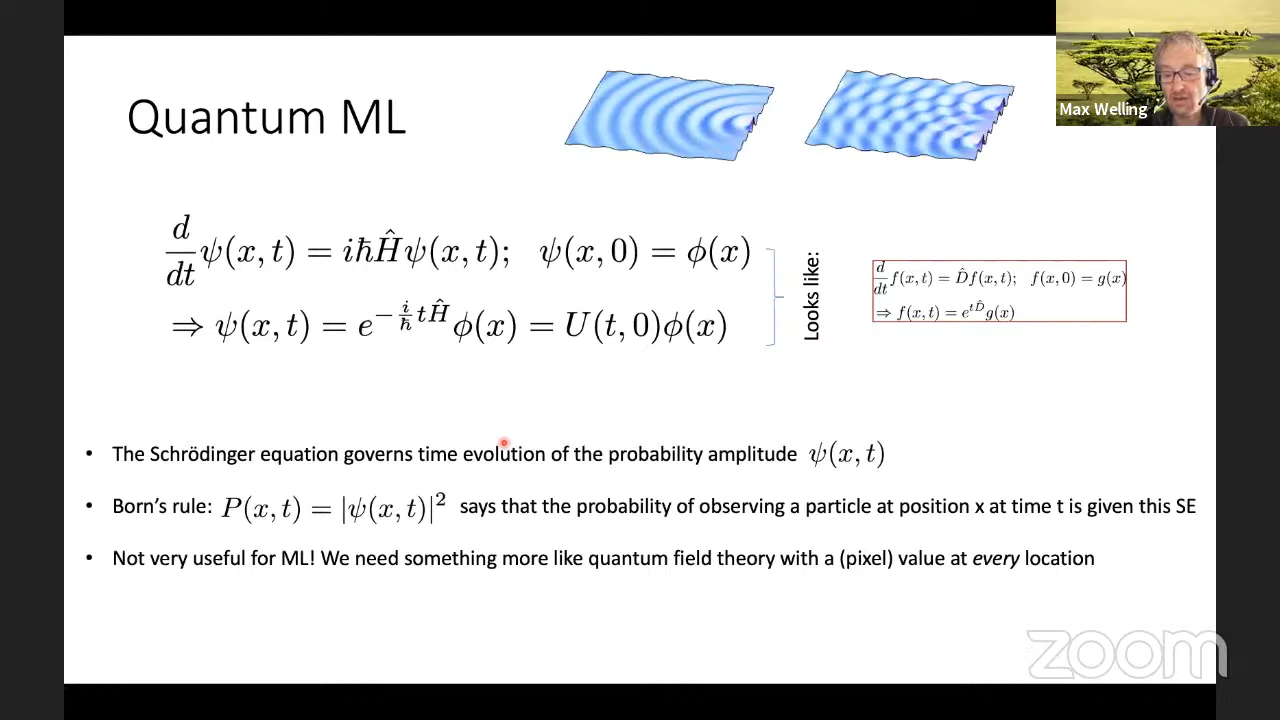 Quantum ML
Max Welling
d/dt ψ(x, t) = iħĤψ(x, t); ψ(x, 0) = ϕ(x)
⇒ ψ(x, t) = e^{-i/ħ tĤ}ϕ(x) = U(t, 0)ϕ(x)
Looks like:
d/dt f(x, t) = D̂f(x, t); f(x, 0) = g(x)
⇒ f(x, t) = e^{tD̂}g(x)
• The Schrödinger equation governs time evolution of the probability amplitude ψ(x, t)
• Born’s rule: P(x, t) = |ψ(x, t)|² says that the probability of observing a particle at position x at time t is given this SE
• Not very useful for ML! We need something more like quantum field theory with a (pixel) value at every location
zoom